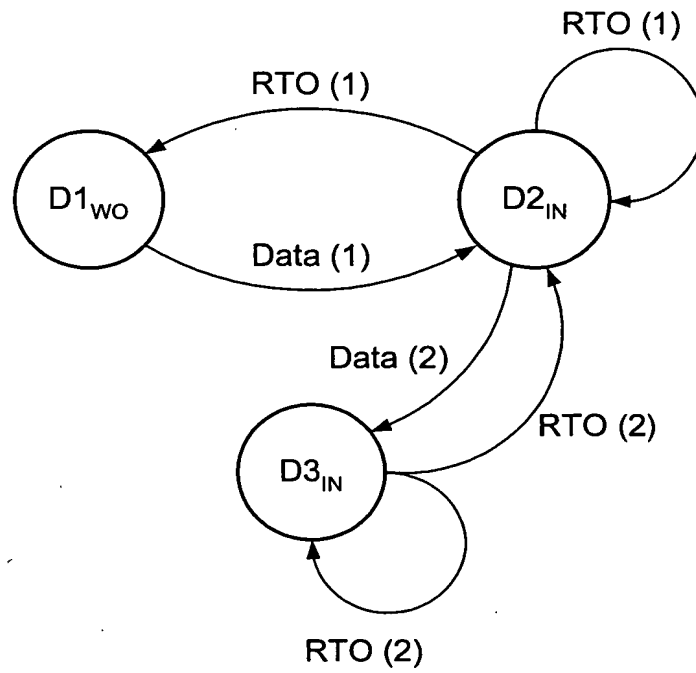 RTO (1)
RTO (1)
D1WO
D2IN
Data (1)
Data (2)
RTO (2)
D3IN
RTO (2)